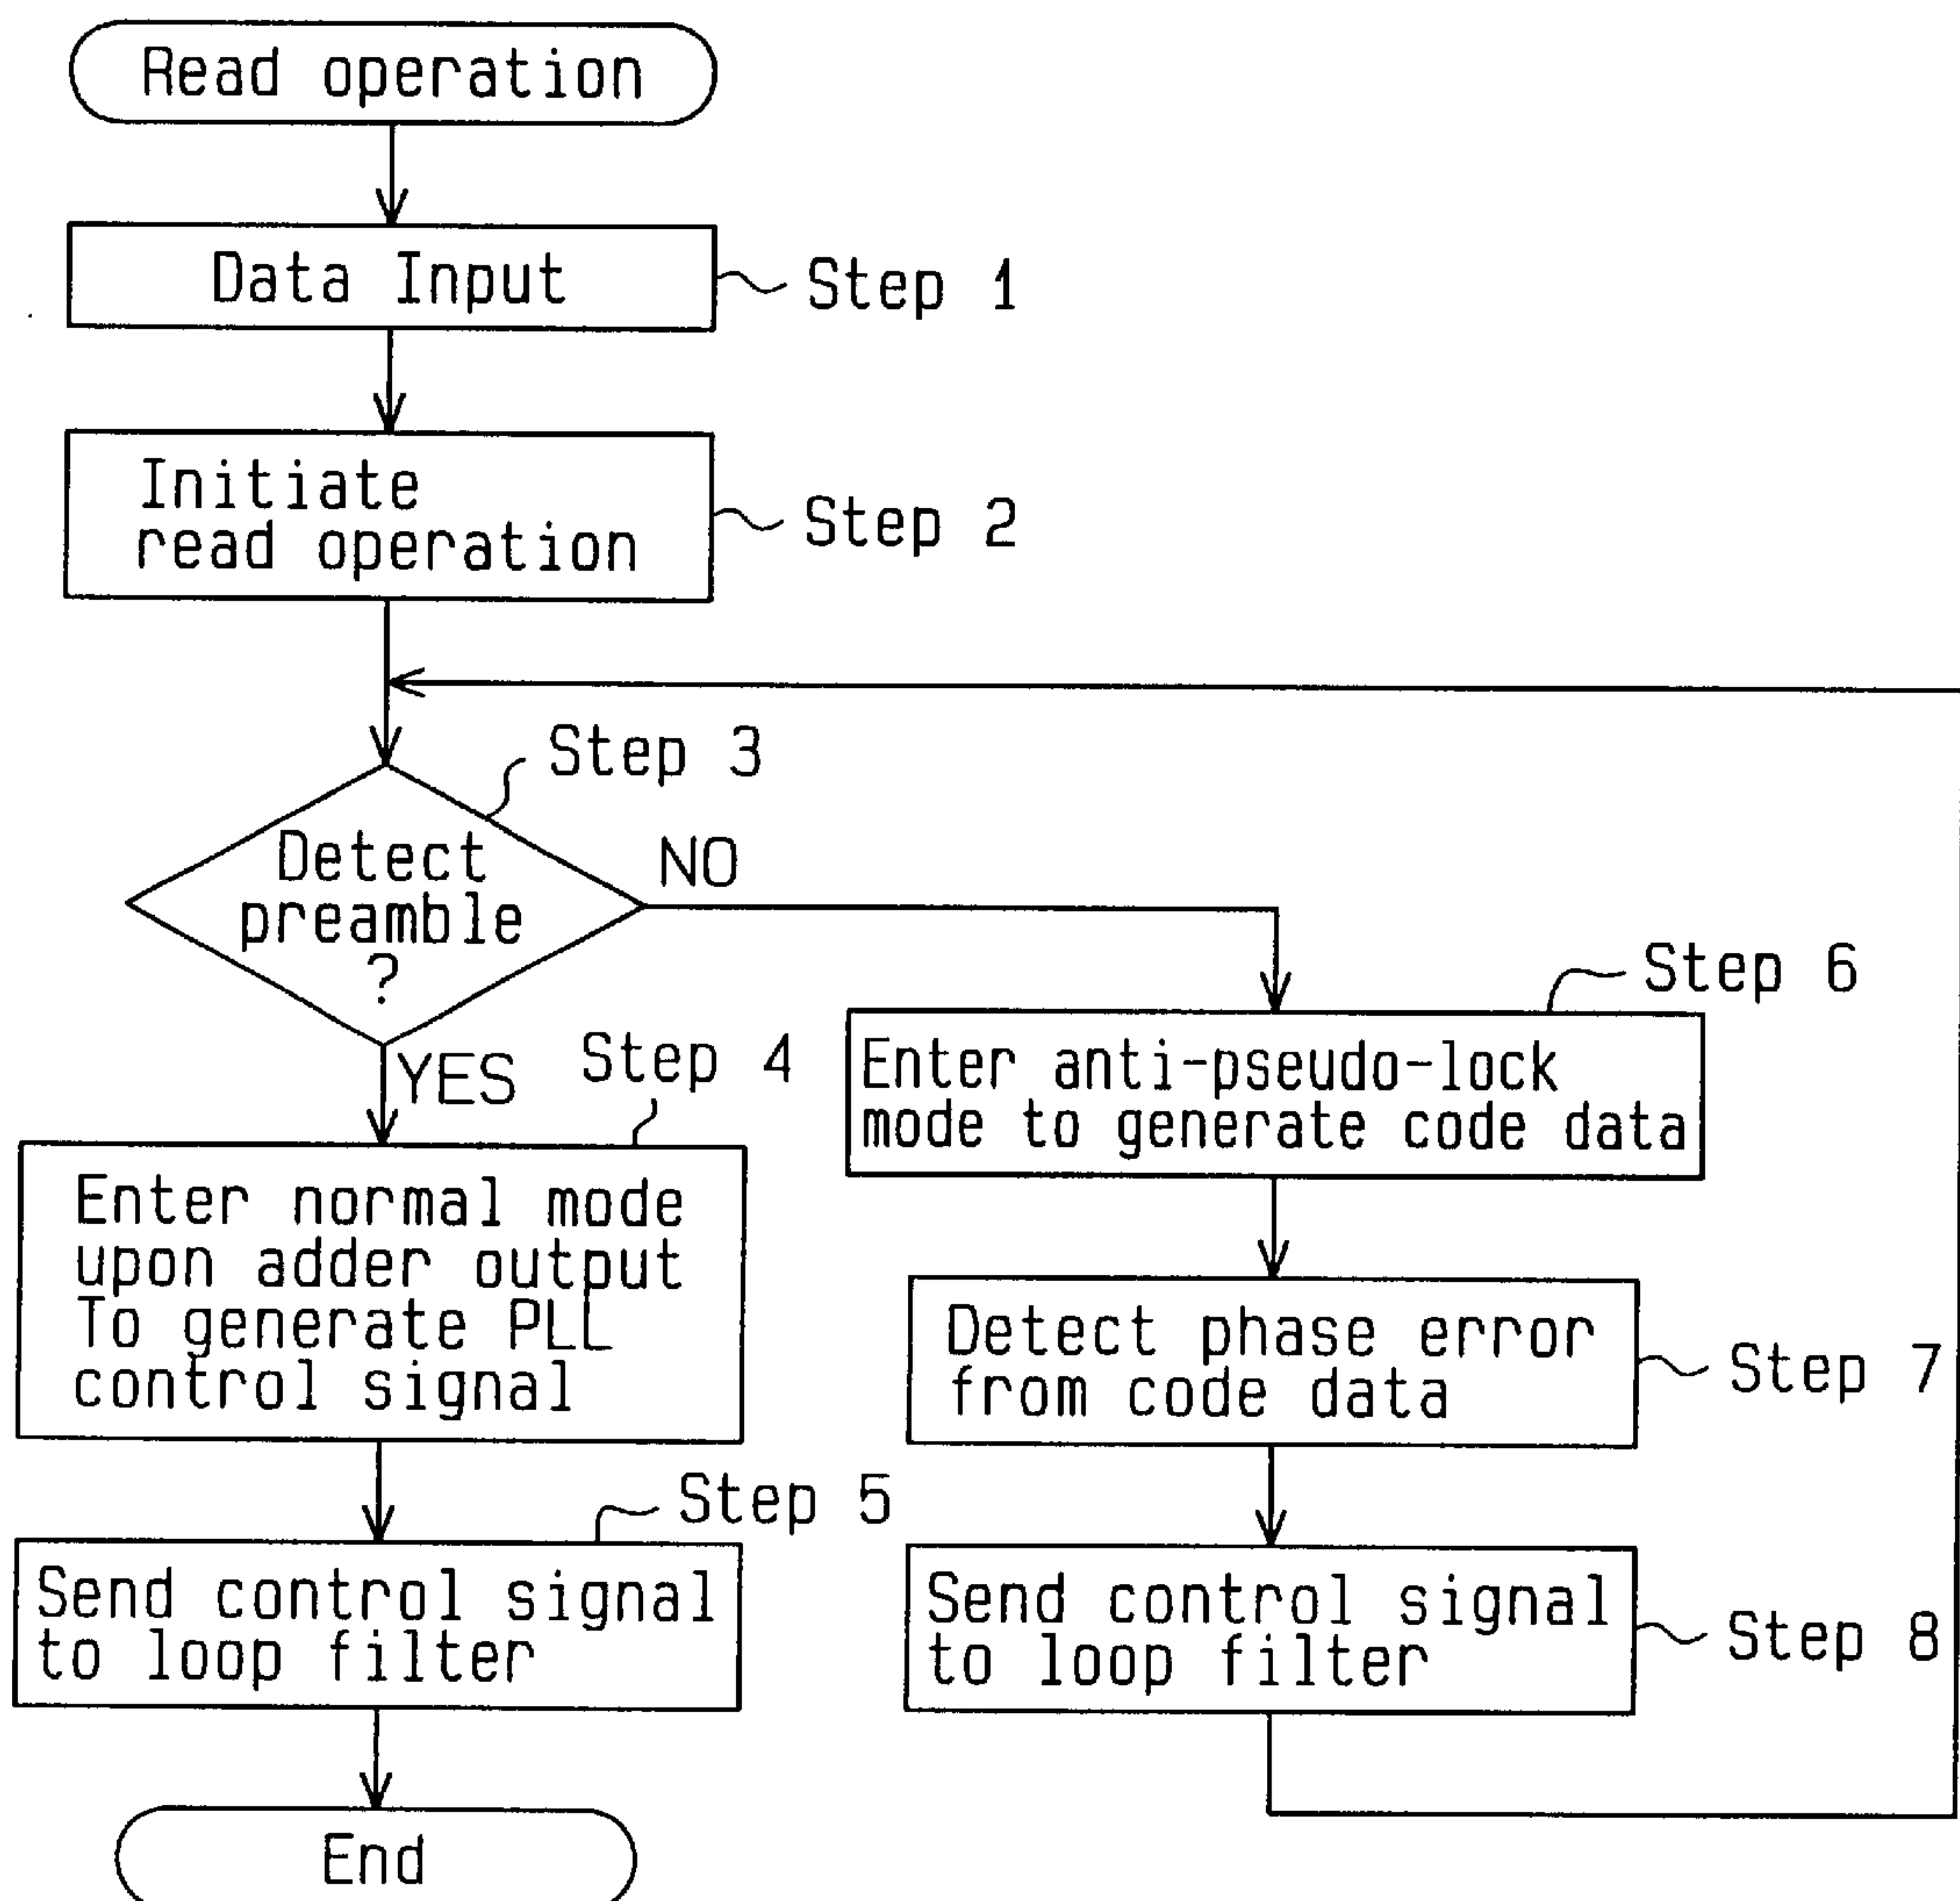 Read operation
Data Input
Step 1
Initiate
read operation
Step 2
Step 3
Detect
preamble
?
NO
YES
Step 4
Enter normal mode
upon adder output
To generate PLL
control signal
Step 5
Send control signal
to loop filter
End
Step 6
Enter anti-pseudo-lock
mode to generate code data
Detect phase error
from code data
Step 7
Send control signal
to loop filter
Step 8